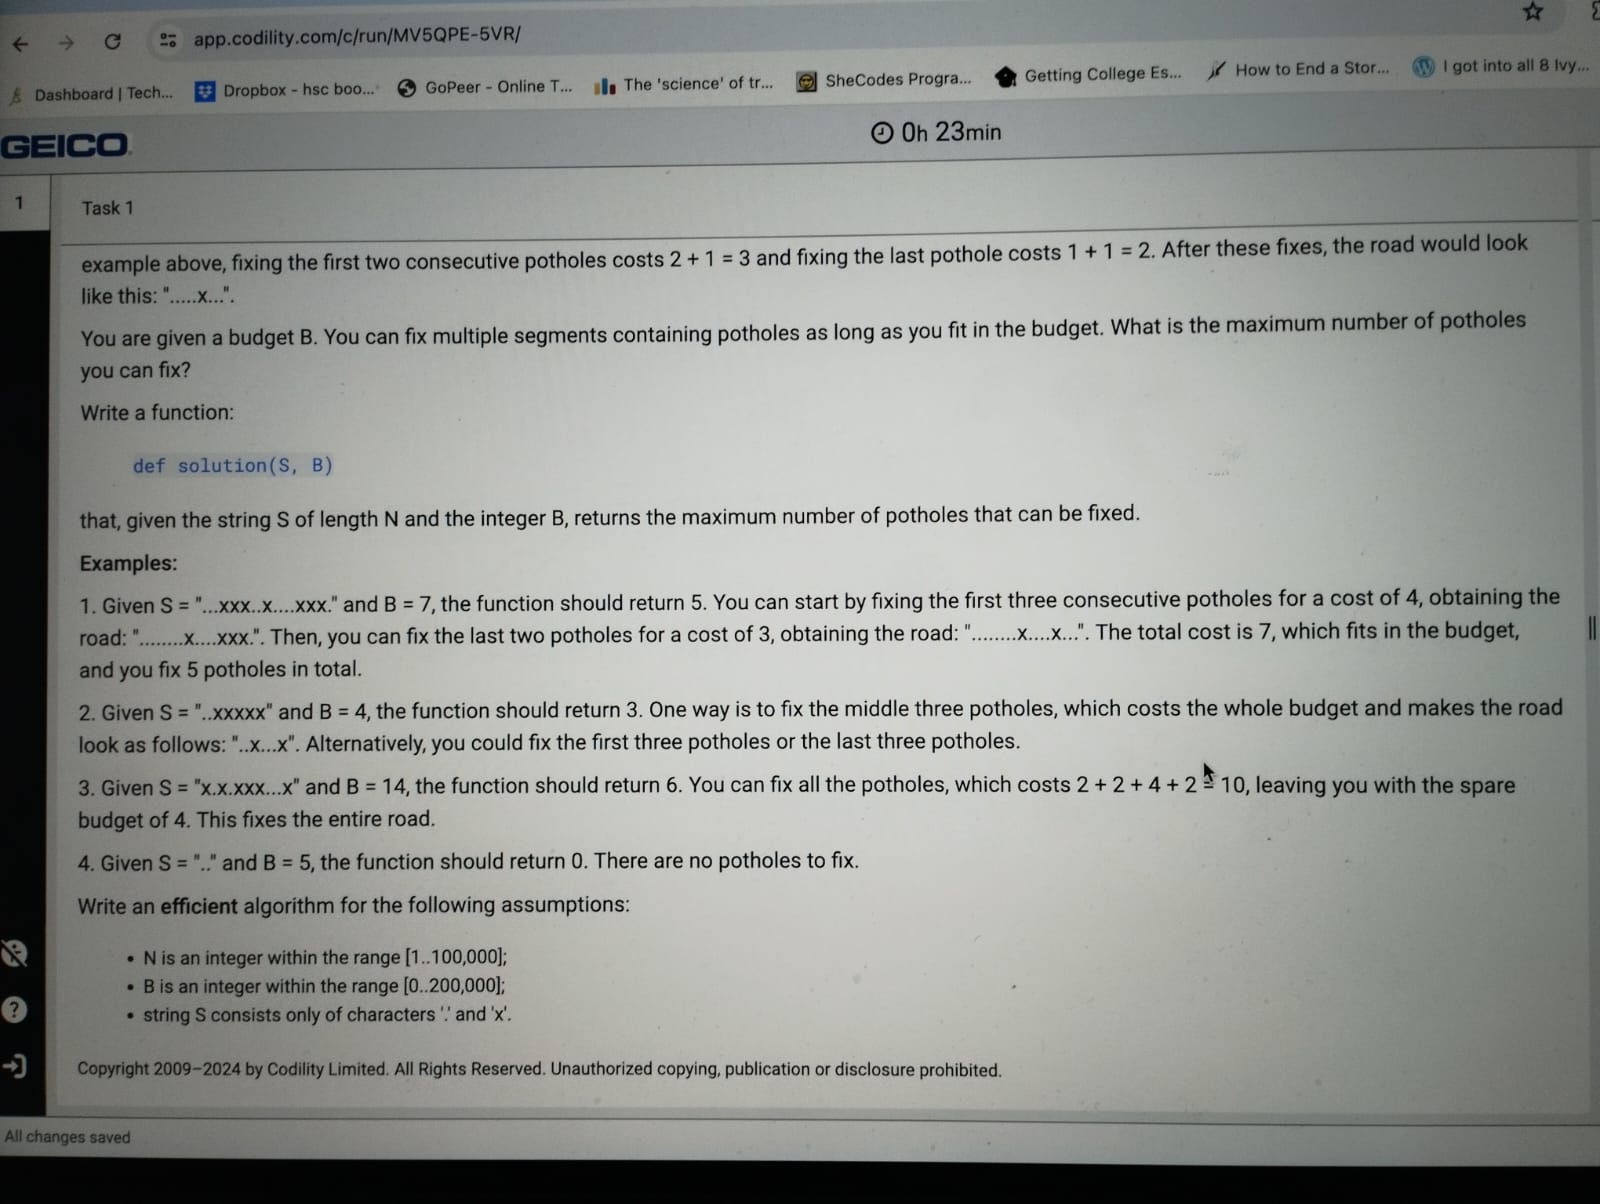 app.codility.com/c/run/MV5QPE-5VR/
Dashboard | Tech... Dropbox - hsc boo... GoPeer - Online T... The 'science' of tr... SheCodes Progra... Getting College Es... How to End a Stor... I got into all 8 Ivy...
GEICO
0h 23min
1
Task 1
example above, fixing the first two consecutive potholes costs 2 + 1 = 3 and fixing the last pothole costs 1 + 1 = 2. After these fixes, the road would look
like this: ".....x...".
You are given a budget B. You can fix multiple segments containing potholes as long as you fit in the budget. What is the maximum number of potholes
you can fix?
Write a function:
def solution(S, B)
that, given the string S of length N and the integer B, returns the maximum number of potholes that can be fixed.
Examples:
1. Given S = "...xxx..x....xxx." and B = 7, the function should return 5. You can start by fixing the first three consecutive potholes for a cost of 4, obtaining the
road: "........x....xxx.". Then, you can fix the last two potholes for a cost of 3, obtaining the road: "........x....x...". The total cost is 7, which fits in the budget,
and you fix 5 potholes in total.
2. Given S = "..xxxxx" and B = 4, the function should return 3. One way is to fix the middle three potholes, which costs the whole budget and makes the road
look as follows: "..x...x". Alternatively, you could fix the first three potholes or the last three potholes.
3. Given S = "x.x.xxx...x" and B = 14, the function should return 6. You can fix all the potholes, which costs 2 + 2 + 4 + 2 = 10, leaving you with the spare
budget of 4. This fixes the entire road.
4. Given S = ".." and B = 5, the function should return 0. There are no potholes to fix.
Write an efficient algorithm for the following assumptions:
• N is an integer within the range [1..100,000];
• B is an integer within the range [0..200,000];
• string S consists only of characters '.' and 'x'.
?
Copyright 2009–2024 by Codility Limited. All Rights Reserved. Unauthorized copying, publication or disclosure prohibited.
All changes saved